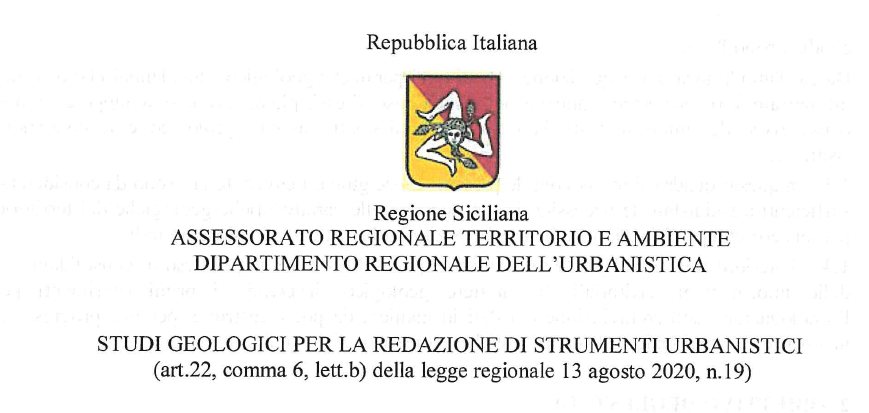 Repubblica Italiana
Regione Siciliana
ASSESSORATO REGIONALE TERRITORIO E AMBIENTE
DIPARTIMENTO REGIONALE DELL'URBANISTICA
STUDI GEOLOGICI PER LA REDAZIONE DI STRUMENTI URBANISTICI
(art.22, comma 6, lett.b) della legge regionale 13 agosto 2020, n.19)